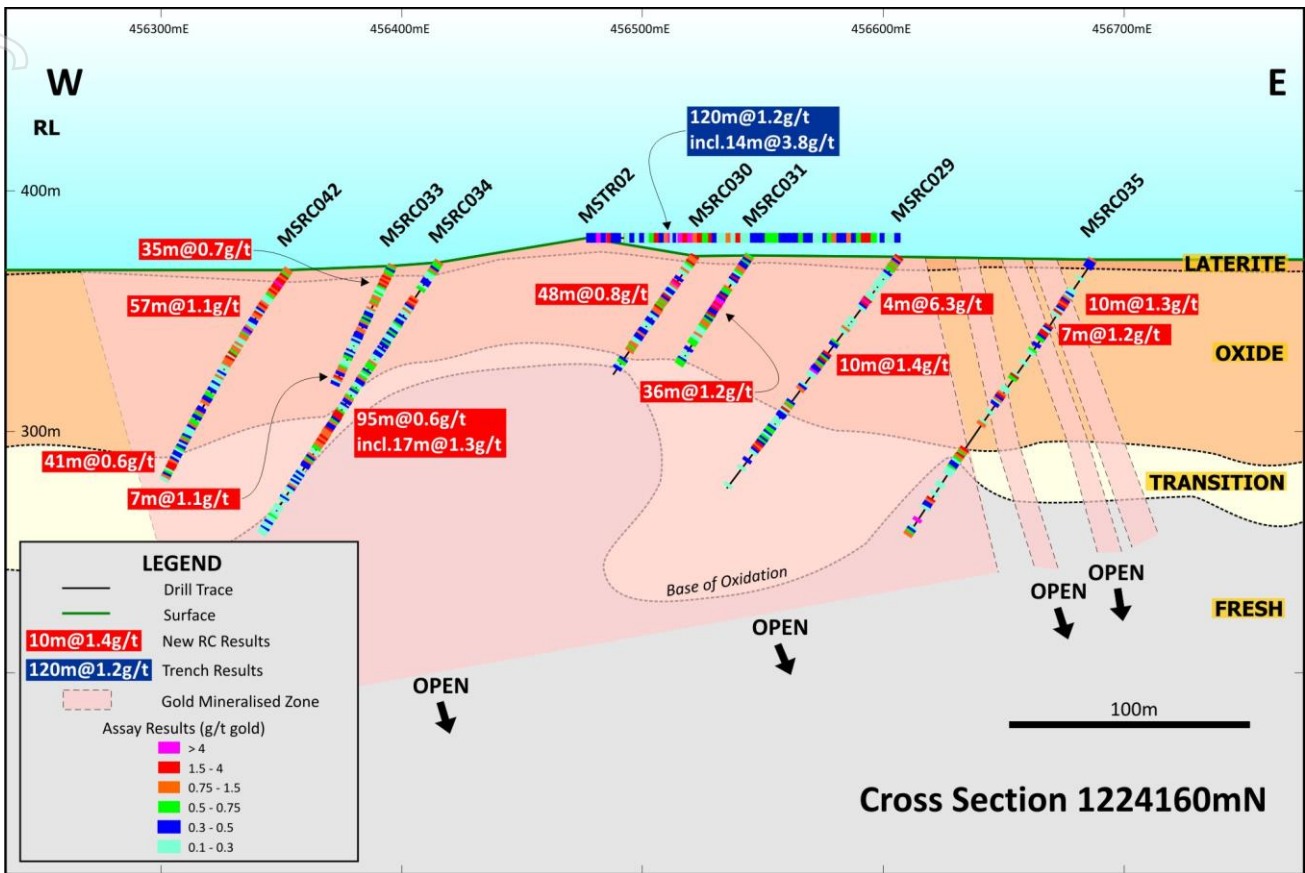 456300mE
456400mE
456500mE
456600mE
456700mE
W
E
RL
400m
300m
120m@1.2g/t
incl.14m@3.8g/t
MSRC042
MSRC033
MSRC034
MSTR02
MSRC030
MSRC031
MSRC029
MSRC035
35m@0.7g/t
57m@1.1g/t
48m@0.8g/t
4m@6.3g/t
10m@1.3g/t
7m@1.2g/t
10m@1.4g/t
36m@1.2g/t
95m@0.6g/t
incl.17m@1.3g/t
41m@0.6g/t
7m@1.1g/t
LATERITE
OXIDE
TRANSITION
FRESH
Base of Oxidation
OPEN
OPEN
OPEN
OPEN
LEGEND
Drill Trace
Surface
10m@1.4g/t New RC Results
120m@1.2g/t Trench Results
Gold Mineralised Zone
Assay Results (g/t gold)
> 4
1.5 - 4
0.75 - 1.5
0.5 - 0.75
0.3 - 0.5
0.1 - 0.3
100m
Cross Section 1224160mN